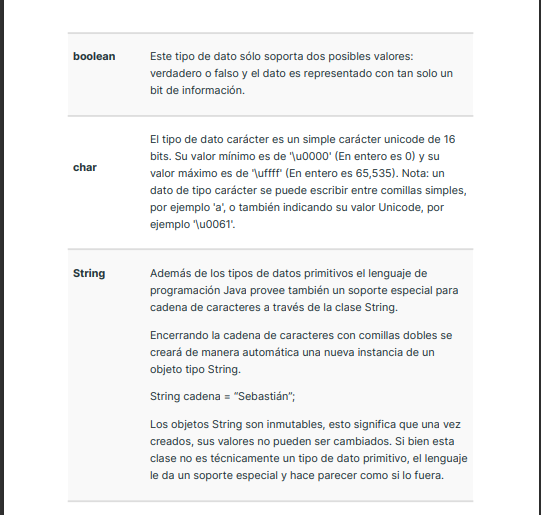 boolean
Este tipo de dato sólo soporta dos posibles valores:
verdadero o falso y el dato es representado con tan solo un
bit de información.
char
El tipo de dato carácter es un simple carácter unicode de 16
bits. Su valor mínimo es de '\u0000' (En entero es 0) y su
valor máximo es de '\uffff' (En entero es 65,535). Nota: un
dato de tipo carácter se puede escribir entre comillas simples,
por ejemplo 'a', o también indicando su valor Unicode, por
ejemplo '\u0061'.
String
Además de los tipos de datos primitivos el lenguaje de
programación Java provee también un soporte especial para
cadena de caracteres a través de la clase String.
Encerrando la cadena de caracteres con comillas dobles se
creará de manera automática una nueva instancia de un
objeto tipo String.
String cadena = “Sebastián”;
Los objetos String son inmutables, esto significa que una vez
creados, sus valores no pueden ser cambiados. Si bien esta
clase no es técnicamente un tipo de dato primitivo, el lenguaje
le da un soporte especial y hace parecer como si lo fuera.